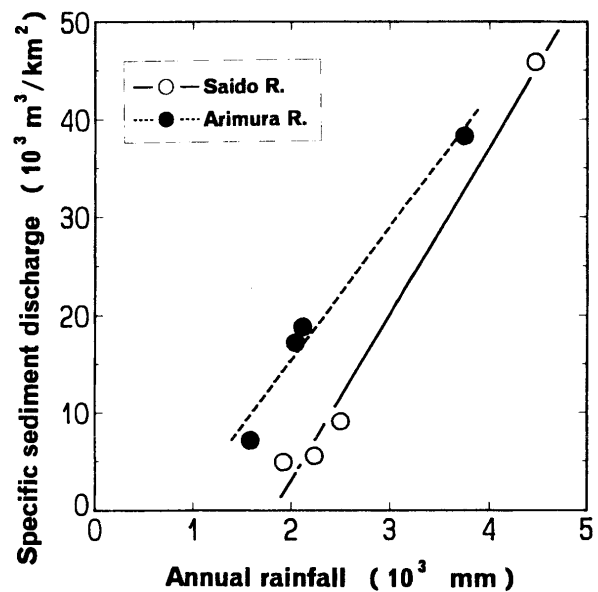 50
40
30
20
10
0
Specific sediment discharge (10³ m³/km²)
Saido R.
Arimura R.
0 1 2 3 4 5
Annual rainfall (10³ mm)